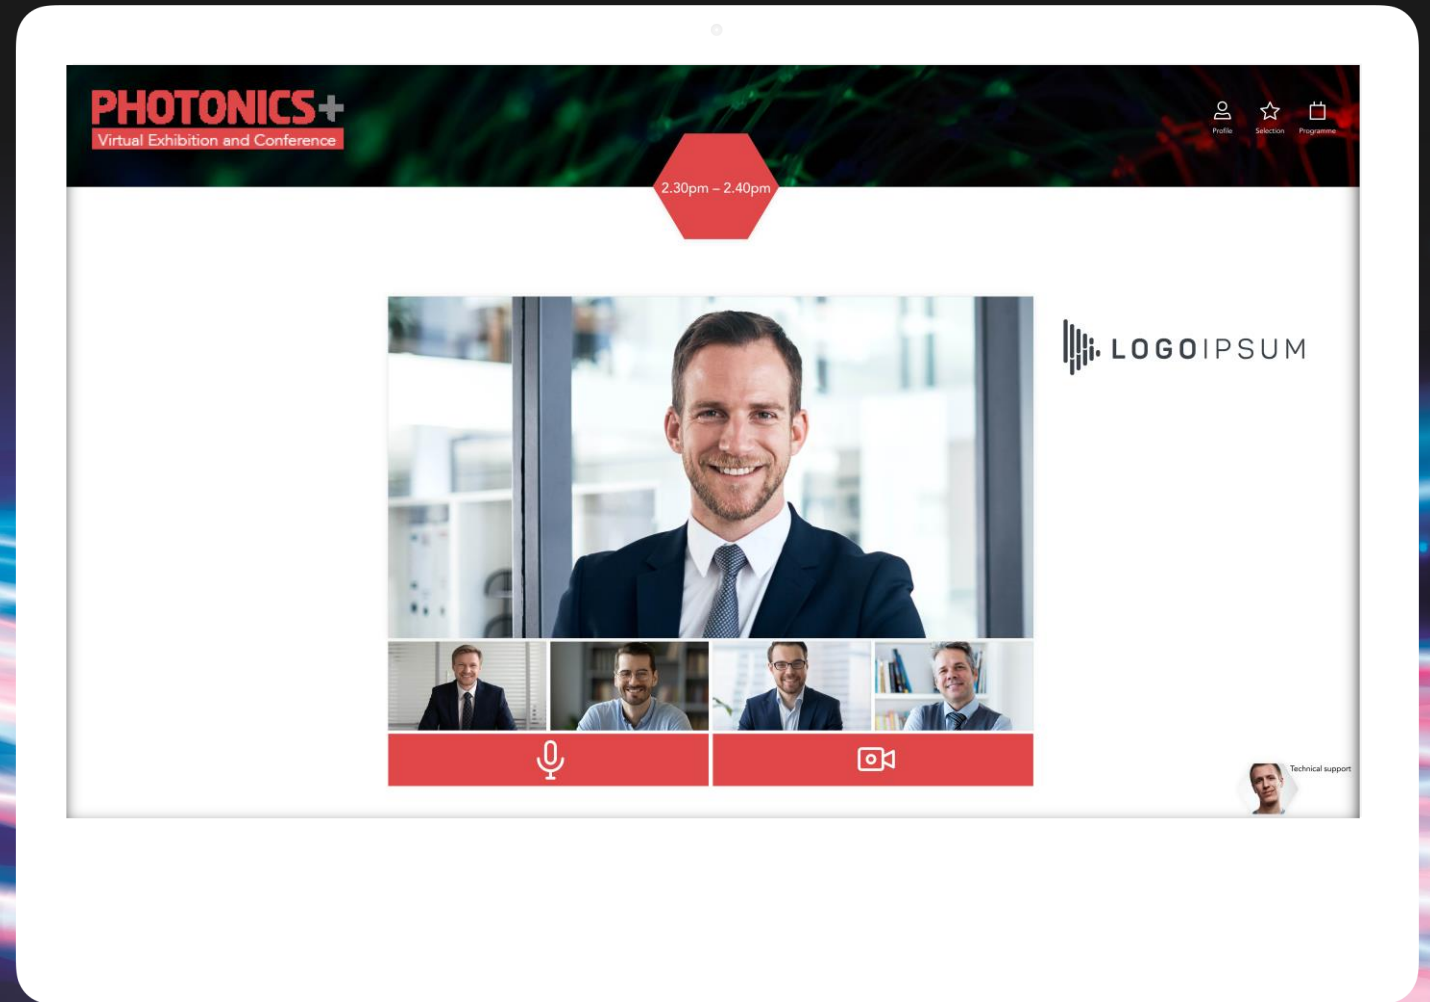 PHOTONICS+
Virtual Exhibition and Conference
Profile
Selection
Programme
2.30pm – 2.40pm
LOGOIPSUM
Technical support